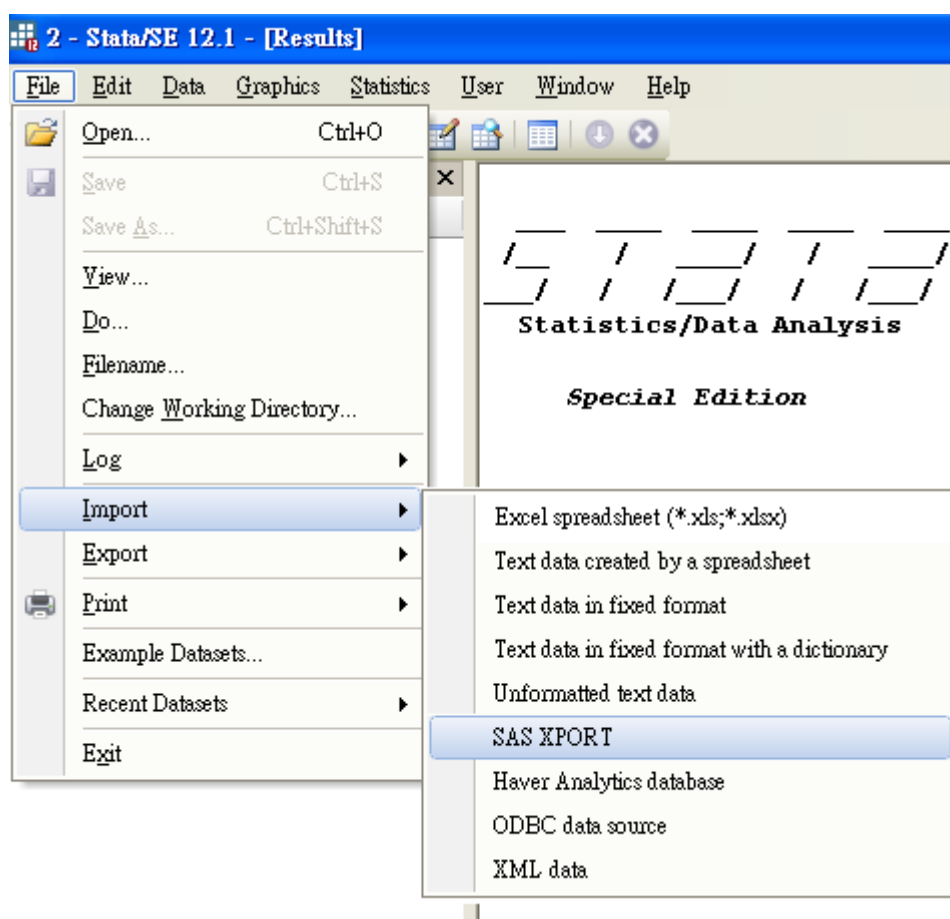 2 - Stata/SE 12.1 - [Results]
File Edit Data Graphics Statistics User Window Help
Open... Ctrl+O
Save Ctrl+S
Save As... Ctrl+Shift+S
View...
Do...
Filename...
Change Working Directory...
Log
Import
Export
Print
Example Datasets...
Recent Datasets
Exit
STATA
Statistics/Data Analysis
Special Edition
Excel spreadsheet (*.xls;*.xlsx)
Text data created by a spreadsheet
Text data in fixed format
Text data in fixed format with a dictionary
Unformatted text data
SAS XPORT
Haver Analytics database
ODBC data source
XML data